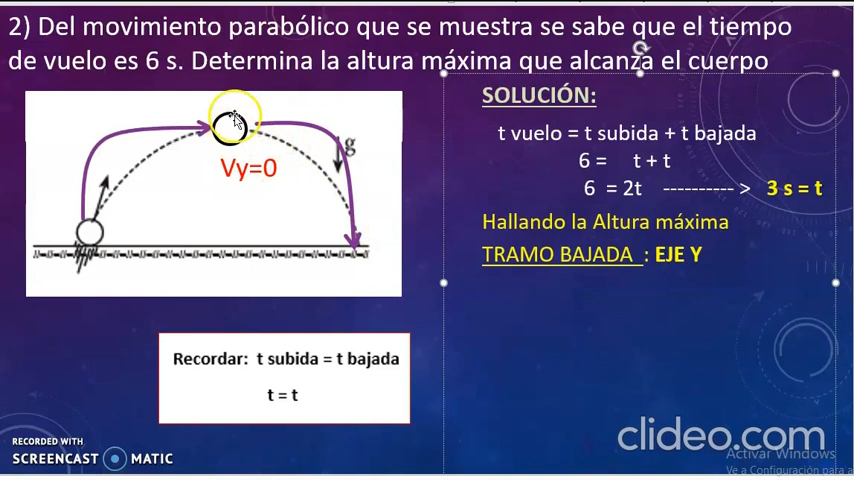 2) Del movimiento parabólico que se muestra se sabe que el tiempo
de vuelo es 6 s. Determina la altura máxima que alcanza el cuerpo
g
Vy=0
SOLUCIÓN:
t vuelo = t subida + t bajada
6 = t + t
6 = 2t ---------- > 3 s = t
Hallando la Altura máxima
TRAMO BAJADA : EJE Y
Recordar: t subida = t bajada
t = t
RECORDED WITH
SCREENCAST MATIC
clideo.com
Activar Windows
Ve a Configuración para a